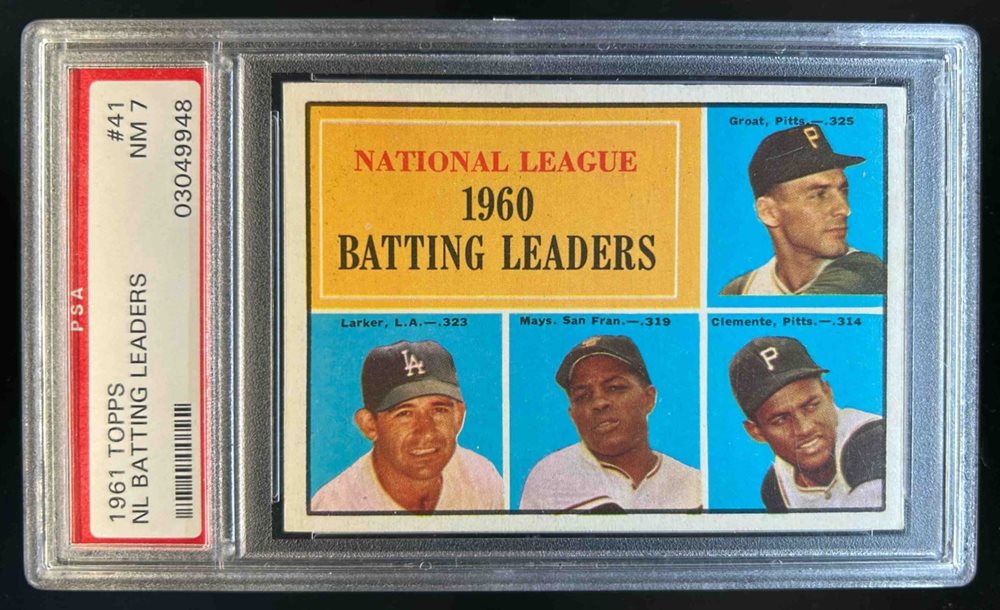 1961 TOPPS #41
NL BATTING LEADERS NM 7
03049948
PSA
NATIONAL LEAGUE
1960
BATTING LEADERS
Groat, Pitts.—.325
P
Larker, L.A.—.323
LA
Mays. San Fran.—.319
Clemente, Pitts.—.314
P